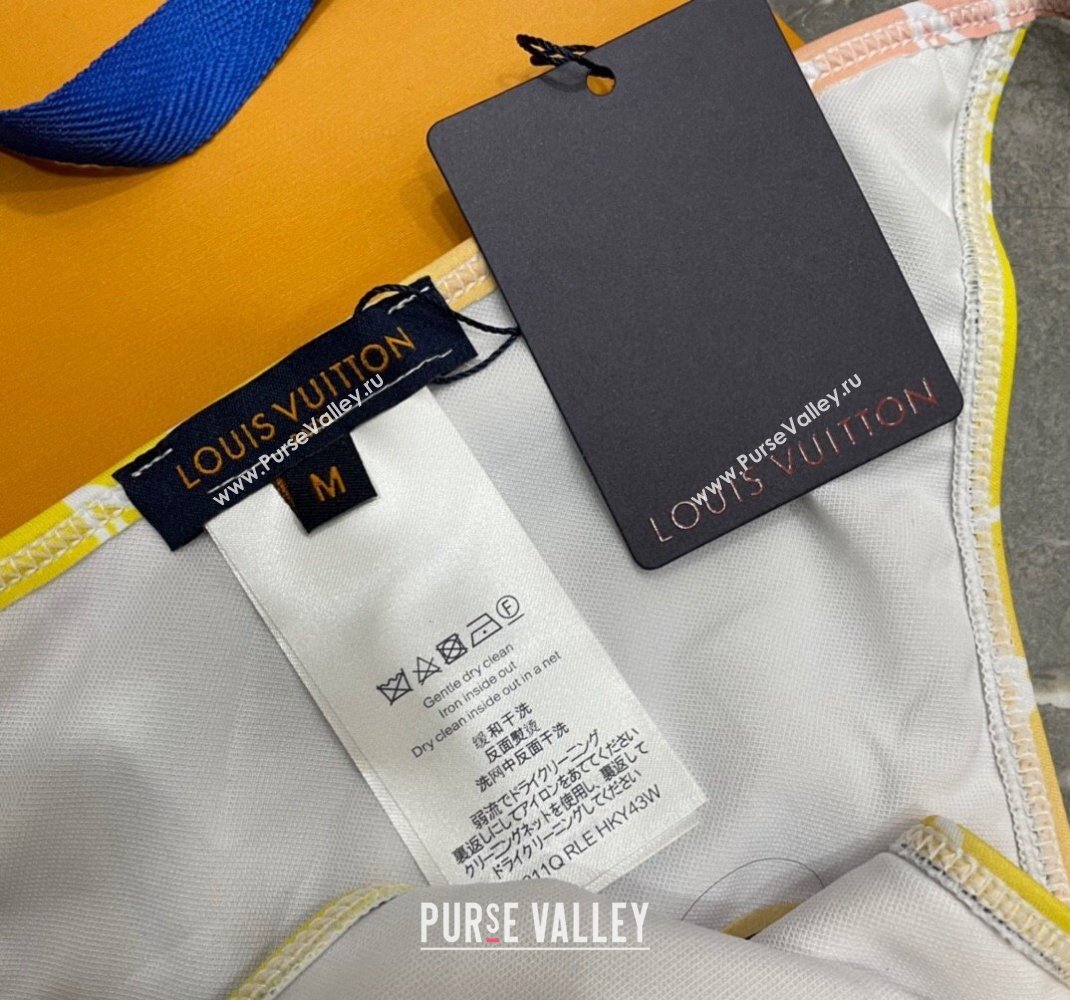 LOUIS VUITTON
www.PurseValley.ru
M
LOUIS VUITTON
www.PurseValley.ru
F
Gentle dry clean
Iron inside out
Dry clean inside out in a net
缓和干洗
反面熨烫
洗网中反面干洗
弱流でドライクリーニング
裏返しにしてアイロンをあててください
クリーニングネットを使用し、裏返して
ドライクリーニングしてください
011Q RLE HKY43W
PURSE VALLEY